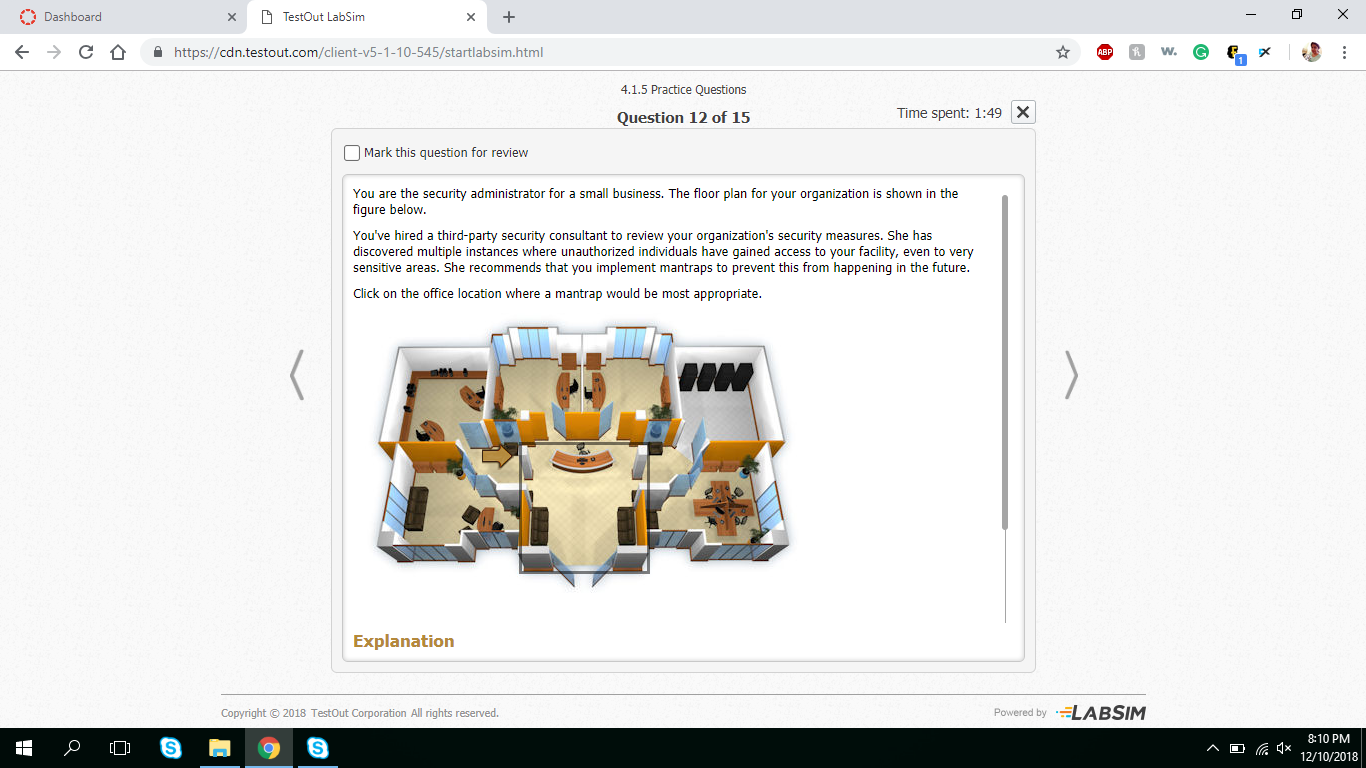 Dashboard
TestOut LabSim
https://cdn.testout.com/client-v5-1-10-545/startlabsim.html
ABP
w.
1
4.1.5 Practice Questions
Question 12 of 15
Time spent: 1:49
Mark this question for review
You are the security administrator for a small business. The floor plan for your organization is shown in the
figure below.
You've hired a third-party security consultant to review your organization's security measures. She has
discovered multiple instances where unauthorized individuals have gained access to your facility, even to very
sensitive areas. She recommends that you implement mantraps to prevent this from happening in the future.
Click on the office location where a mantrap would be most appropriate.
Explanation
Copyright © 2018 TestOut Corporation All rights reserved.
Powered by LABSIM
8:10 PM
12/10/2018